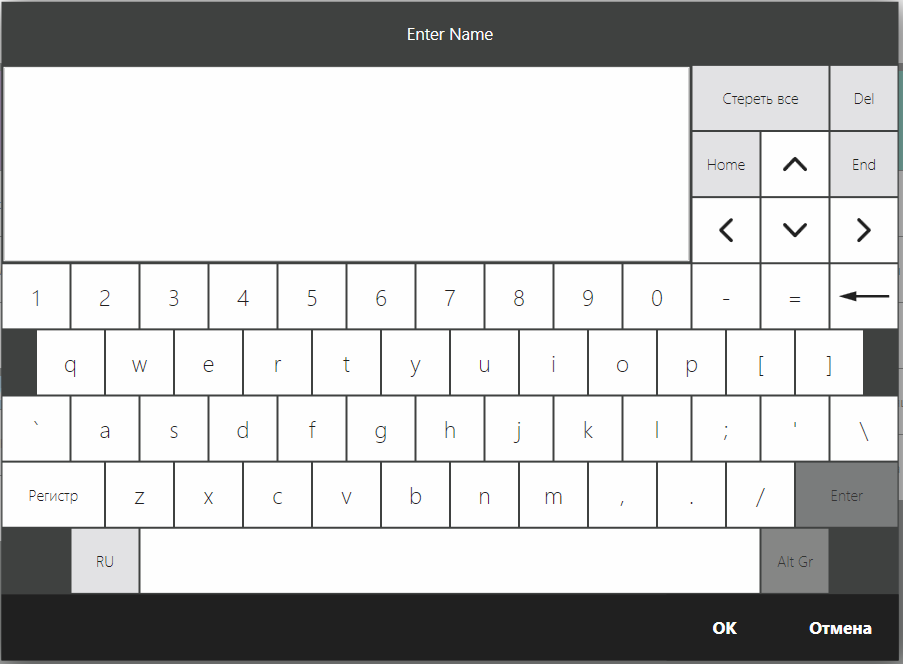 Enter Name
Стереть все Del
Home End
1 2 3 4 5 6 7 8 9 0 - =
q w e r t y u i o p [ ]
` a s d f g h j k l ; ' \
Регистр z x c v b n m , . / Enter
RU Alt Gr
OK Отмена